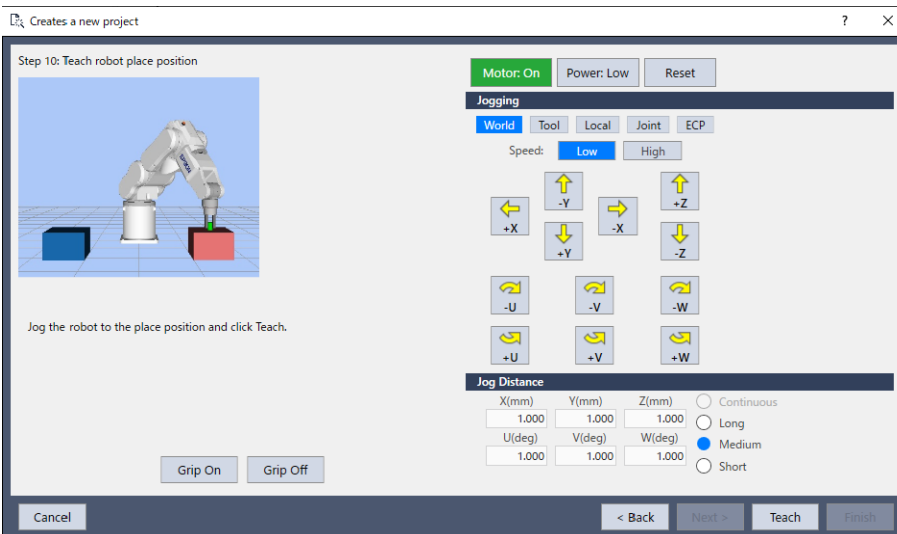 Creates a new project
?
Step 10: Teach robot place position
Motor: On Power: Low Reset
Jogging
World Tool Local Joint ECP
Speed: Low High
-Y +Z
+X -X
+Y -Z
-U -V -W
+U +V +W
Jog the robot to the place position and click Teach.
Jog Distance
X(mm) Y(mm) Z(mm) Continuous
1.000 1.000 1.000 Long
U(deg) V(deg) W(deg) Medium
1.000 1.000 1.000 Short
Grip On Grip Off
Cancel < Back Next > Teach Finish